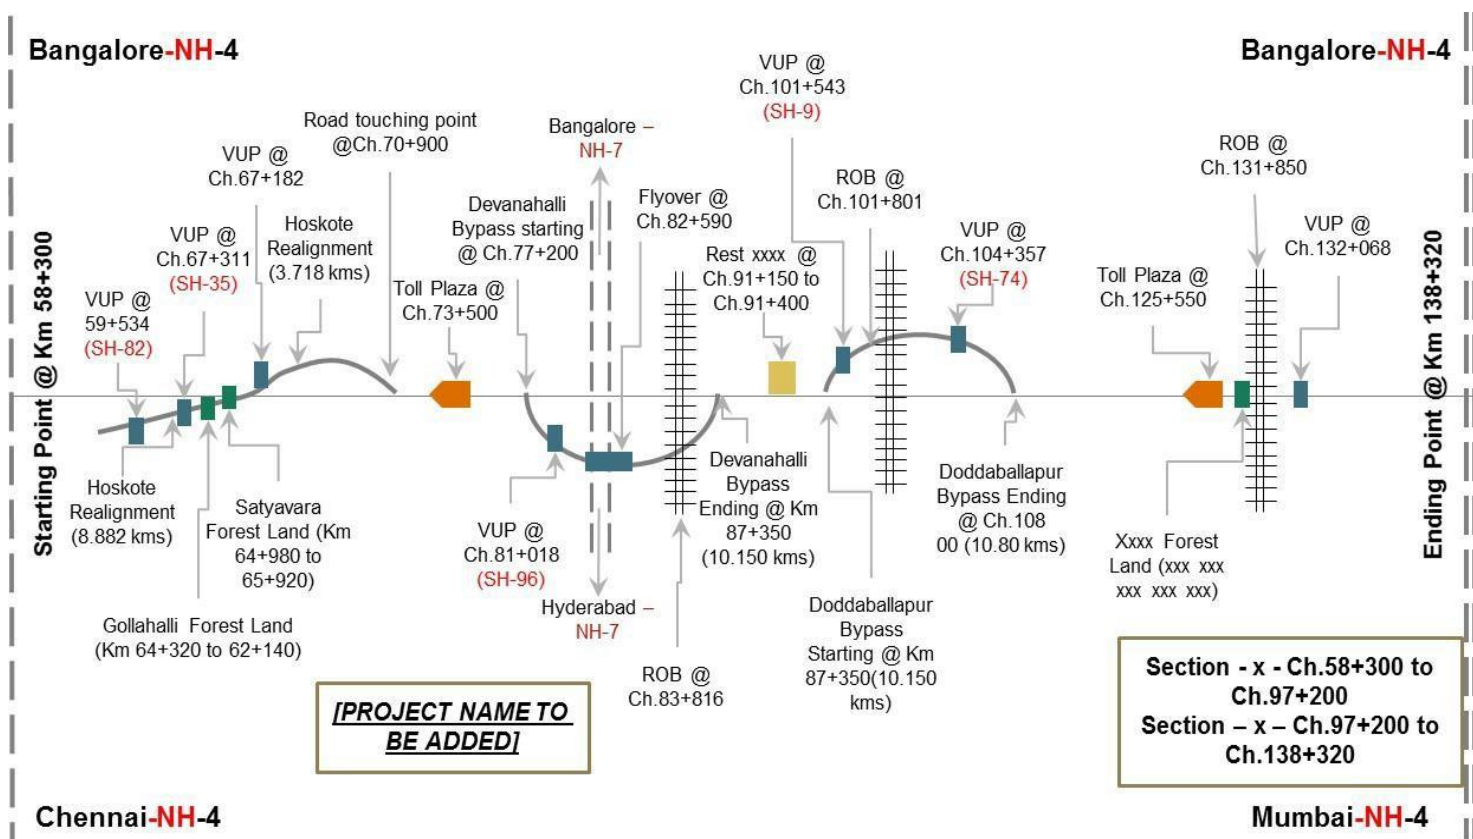 Bangalore-NH-4
Bangalore-NH-4
Starting Point @ Km 58+300
VUP @
59+534
(SH-82)
VUP @
Ch.67+311
(SH-35)
VUP @
Ch.67+182
Hoskote
Realignment
(3.718 kms)
Road touching point
@Ch.70+900
Toll Plaza @
Ch.73+500
Devanahalli
Bypass starting
@ Ch.77+200
Bangalore –
NH-7
Flyover @
Ch.82+590
Rest xxxx @
Ch.91+150 to
Ch.91+400
VUP @
Ch.101+543
(SH-9)
ROB @
Ch.101+801
VUP @
Ch.104+357
(SH-74)
Toll Plaza @
Ch.125+550
ROB @
Ch.131+850
VUP @
Ch.132+068
Ending Point @ Km 138+320
Hoskote
Realignment
(8.882 kms)
Gollahalli Forest Land
(Km 64+320 to 62+140)
Satyavara
Forest Land (Km
64+980 to
65+920)
VUP @
Ch.81+018
(SH-96)
Hyderabad –
NH-7
ROB @
Ch.83+816
Devanahalli
Bypass
Ending @ Km
87+350
(10.150 kms)
Doddaballapur
Bypass
Starting @ Km
87+350(10.150
kms)
Doddaballapur
Bypass Ending
@ Ch.108
00 (10.80 kms)
Xxxx Forest
Land (xxx xxx
xxx xxx xxx)
[PROJECT NAME TO
BE ADDED]
Section - x - Ch.58+300 to
Ch.97+200
Section – x – Ch.97+200 to
Ch.138+320
Chennai-NH-4
Mumbai-NH-4